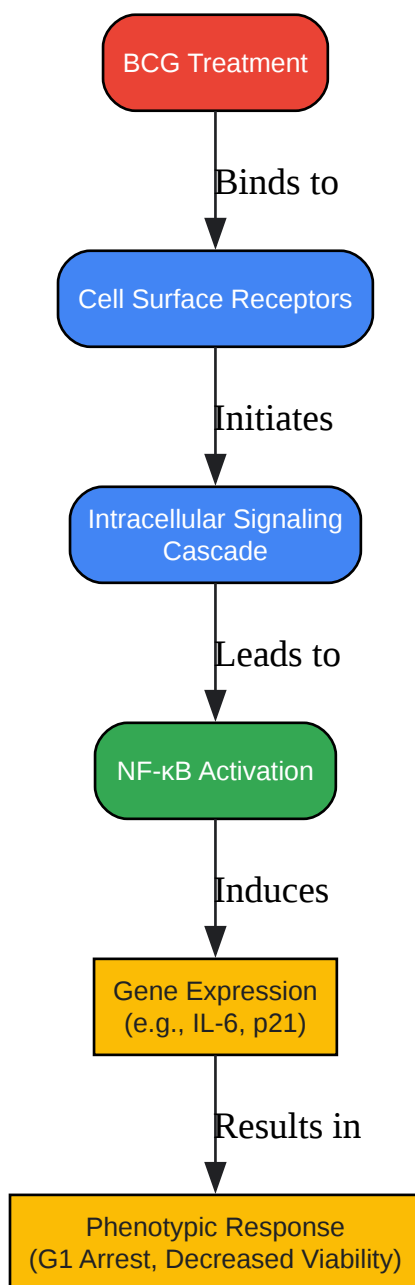 BCG Treatment
Binds to
Cell Surface Receptors
Initiates
Intracellular Signaling
Cascade
Leads to
NF-κB Activation
Induces
Gene Expression
(e.g., IL-6, p21)
Results in
Phenotypic Response
(G1 Arrest, Decreased Viability)